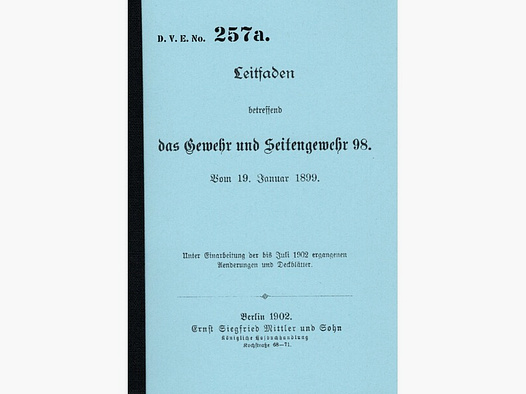 D. V. E. No. 257a.
Leitfaden
betreffend
das Gewehr und Seitengewehr 98.
Vom 19. Januar 1899.
Unter Einarbeitung der bis Juli 1902 ergangenen
Aenderungen und Deckblätter.
Berlin 1902.
Ernst Siegfried Mittler und Sohn
Königliche Hofbuchhandlung
Kochstraße 68—71.